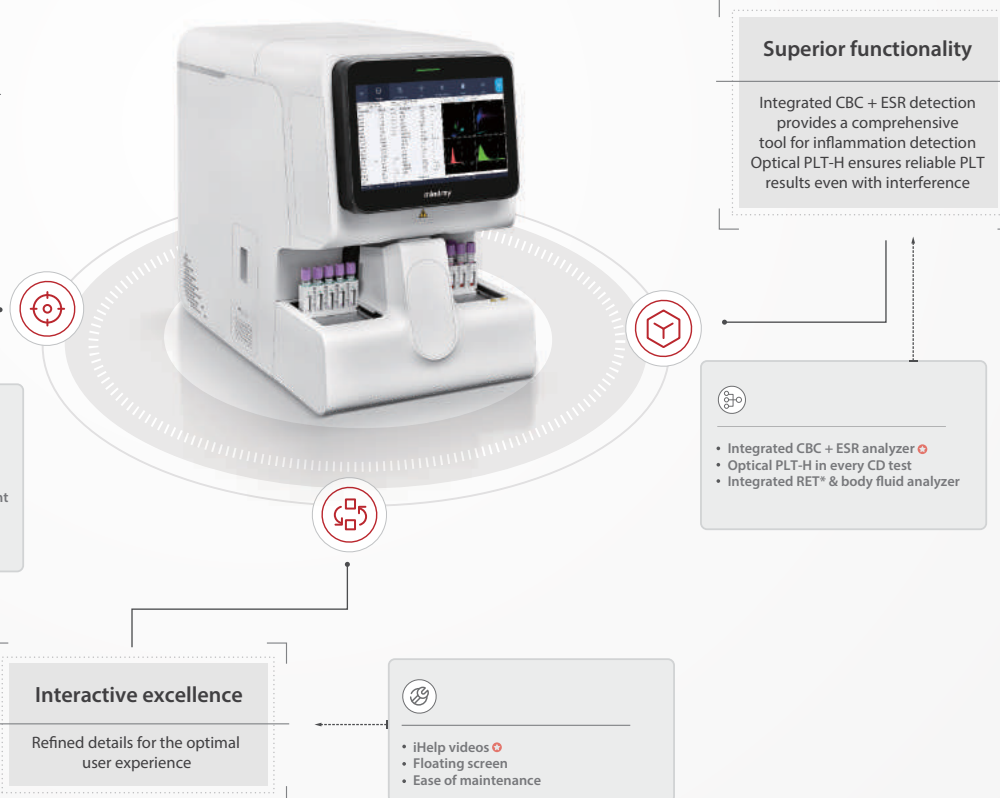 Superior functionality
Integrated CBC + ESR detection
provides a comprehensive
tool for inflammation detection
Optical PLT-H ensures reliable PLT
results even with interference
mindray
• Integrated CBC + ESR analyzer
• Optical PLT-H in every CD test
• Integrated RET* & body fluid analyzer
nt
Interactive excellence
Refined details for the optimal
user experience
• iHelp videos
• Floating screen
• Ease of maintenance